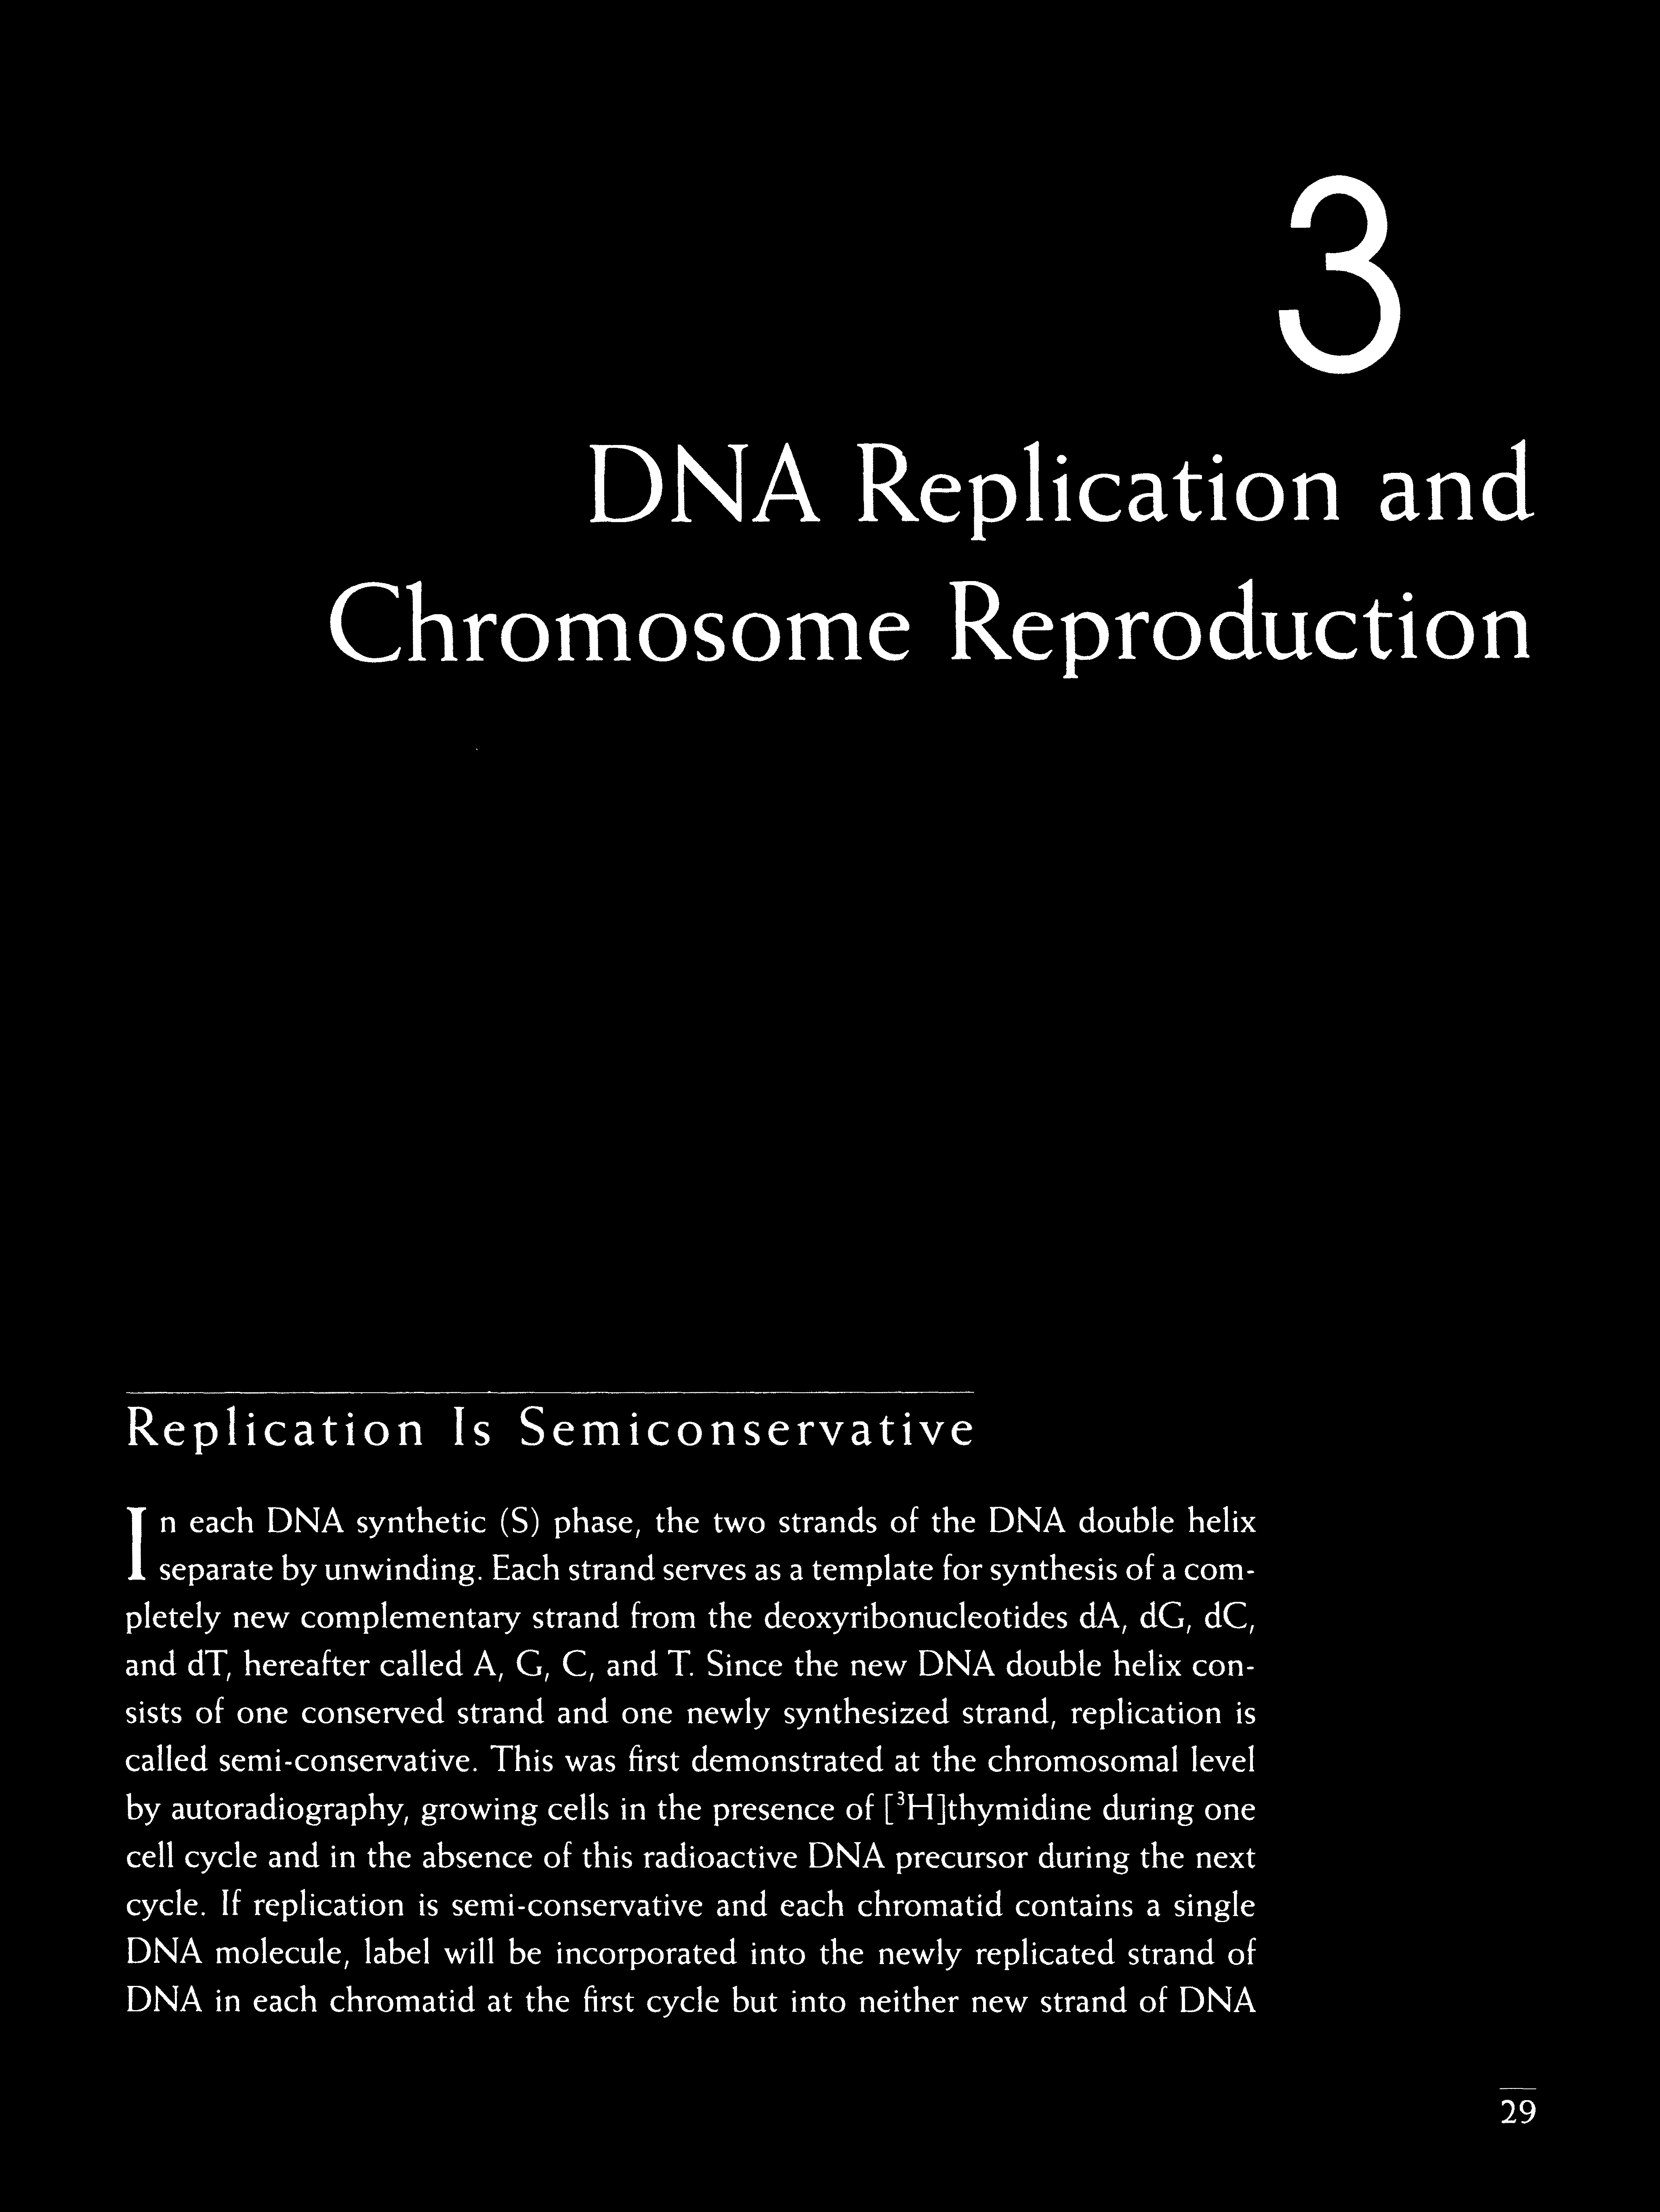 3
DNA Replication and
Chromosome Reproduction
Replication Is Semiconservative
In each DNA synthetic (S) phase, the two strands of the DNA double helix
separate by unwinding. Each strand serves as a template for synthesis of a com-
pletely new complementary strand from the deoxyribonucleotides dA, dG, dC,
and dT, hereafter called A, G, C, and T. Since the new DNA double helix con-
sists of one conserved strand and one newly synthesized strand, replication is
called semi-conservative. This was first demonstrated at the chromosomal level
by autoradiography, growing cells in the presence of [³H]thymidine during one
cell cycle and in the absence of this radioactive DNA precursor during the next
cycle. If replication is semi-conservative and each chromatid contains a single
DNA molecule, label will be incorporated into the newly replicated strand of
DNA in each chromatid at the first cycle but into neither new strand of DNA
29